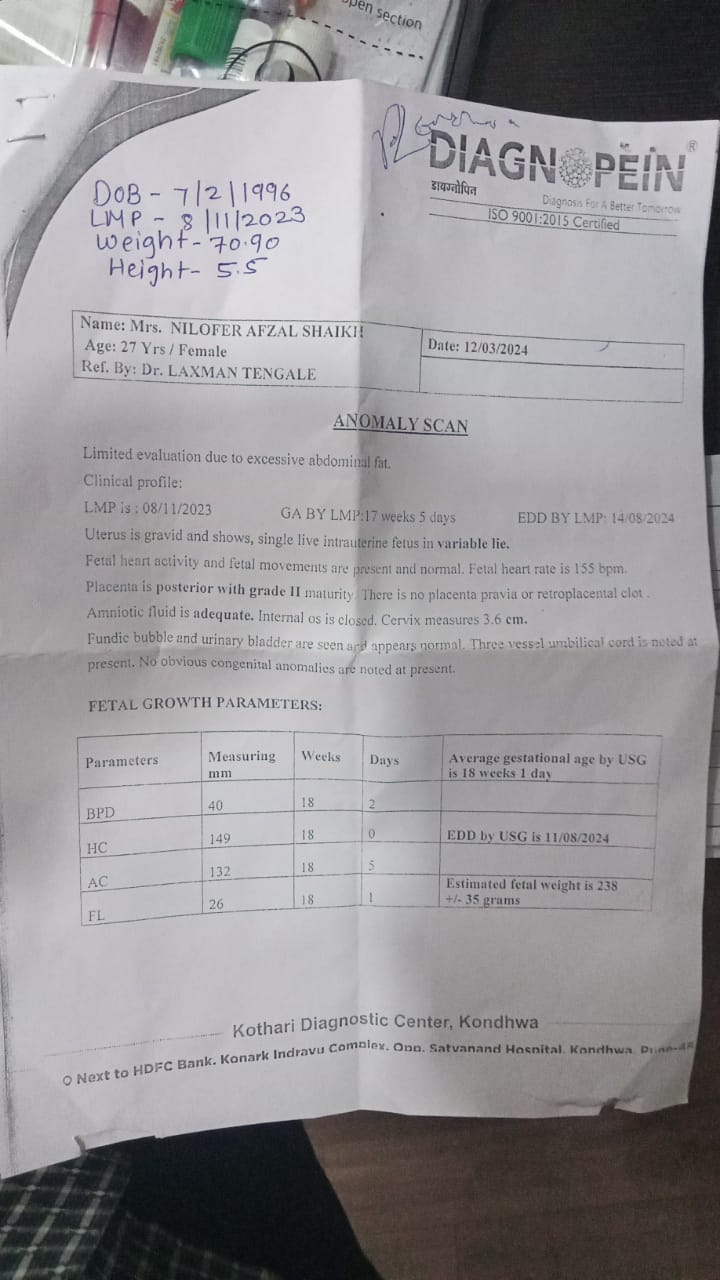 pen section
DIAGNOPEIN ®
डायग्नोपिन
Diagnosis For A Better Tomorrow
ISO 9001:2015 Certified
DOB - 7/2/1996
LMP - 8/11/2023
Weight - 70.90
Height - 5.5
Name: Mrs. NILOFER AFZAL SHAIKH
Age: 27 Yrs / Female
Ref. By: Dr. LAXMAN TENGALE
Date: 12/03/2024
ANOMALY SCAN
Limited evaluation due to excessive abdominal fat.
Clinical profile:
LMP is : 08/11/2023 GA BY LMP:17 weeks 5 days EDD BY LMP: 14/08/2024
Uterus is gravid and shows, single live intrauterine fetus in variable lie.
Fetal heart activity and fetal movements are present and normal. Fetal heart rate is 155 bpm.
Placenta is posterior with grade II maturity. There is no placenta pravia or retroplacental clot .
Amniotic fluid is adequate. Internal os is closed. Cervix measures 3.6 cm.
Fundic bubble and urinary bladder are seen and appears normal. Three vessel umbilical cord is noted at
present. No obvious congenital anomalies are noted at present.
FETAL GROWTH PARAMETERS:
Parameters Measuring mm Weeks Days Average gestational age by USG is 18 weeks 1 day
BPD 40 18 2
HC 149 18 0 EDD by USG is 11/08/2024
AC 132 18 5
FL 26 18 1 Estimated fetal weight is 238 +/- 35 grams
Kothari Diagnostic Center, Kondhwa
Next to HDFC Bank, Konark Indravu Complex, Opp. Satyanand Hospital, Kondhwa, Pune-48